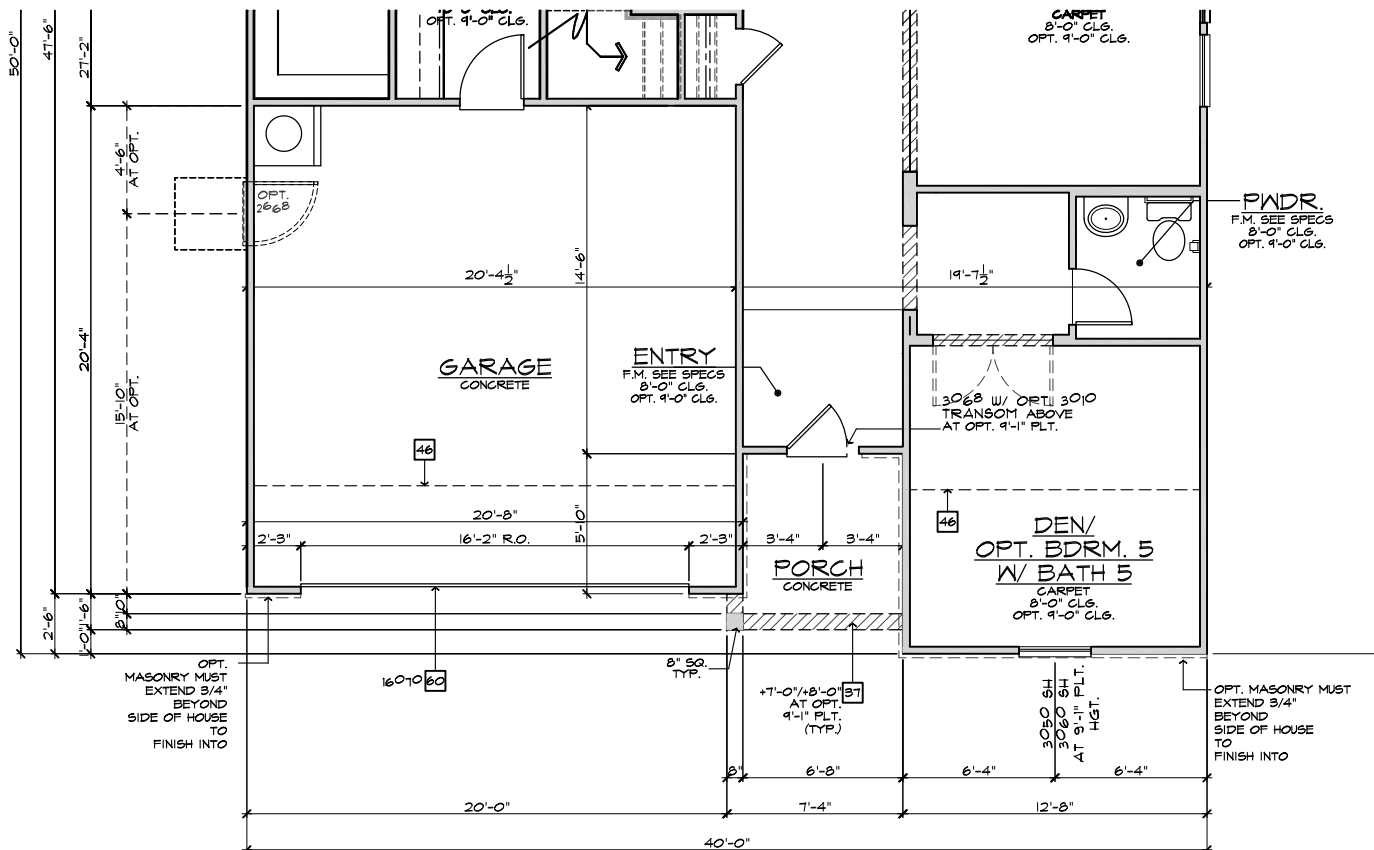 OPT. 9'-0" CLG.
CARPET
8'-0" CLG.
OPT. 9'-0" CLG.
50'-0"
47'-6"
27'-2"
4'-6"
AT OPT.
OPT.
2668
PWDR.
F.M. SEE SPECS
8'-0" CLG.
OPT. 9'-0" CLG.
20'-4 1/2"
14'-6"
19'-7 1/2"
20'-4"
15'-10"
AT OPT.
GARAGE
CONCRETE
ENTRY
F.M. SEE SPECS
8'-0" CLG.
OPT. 9'-0" CLG.
3068 W/ OPT. 3010
TRANSOM ABOVE
AT OPT. 9'-1" PLT.
46
46
20'-8"
5'-10"
2'-3"
16'-2" R.O.
2'-3"
3'-4"
3'-4"
PORCH
CONCRETE
DEN/
OPT. BDRM. 5
W/ BATH 5
CARPET
8'-0" CLG.
OPT. 9'-0" CLG.
2'-6"
1'-6"
1'-0"
8"
10"
OPT.
MASONRY MUST
EXTEND 3/4"
BEYOND
SIDE OF HOUSE
TO
FINISH INTO
16070
60
8" SQ.
TYP.
+7'-0"/+8'-0"
37
AT OPT.
9'-1" PLT.
(TYP.)
3050 SH
3060 SH
AT 9'-1" PLT.
HGT.
OPT. MASONRY MUST
EXTEND 3/4"
BEYOND
SIDE OF HOUSE
TO
FINISH INTO
8"
6'-8"
6'-4"
6'-4"
20'-0"
7'-4"
12'-8"
40'-0"